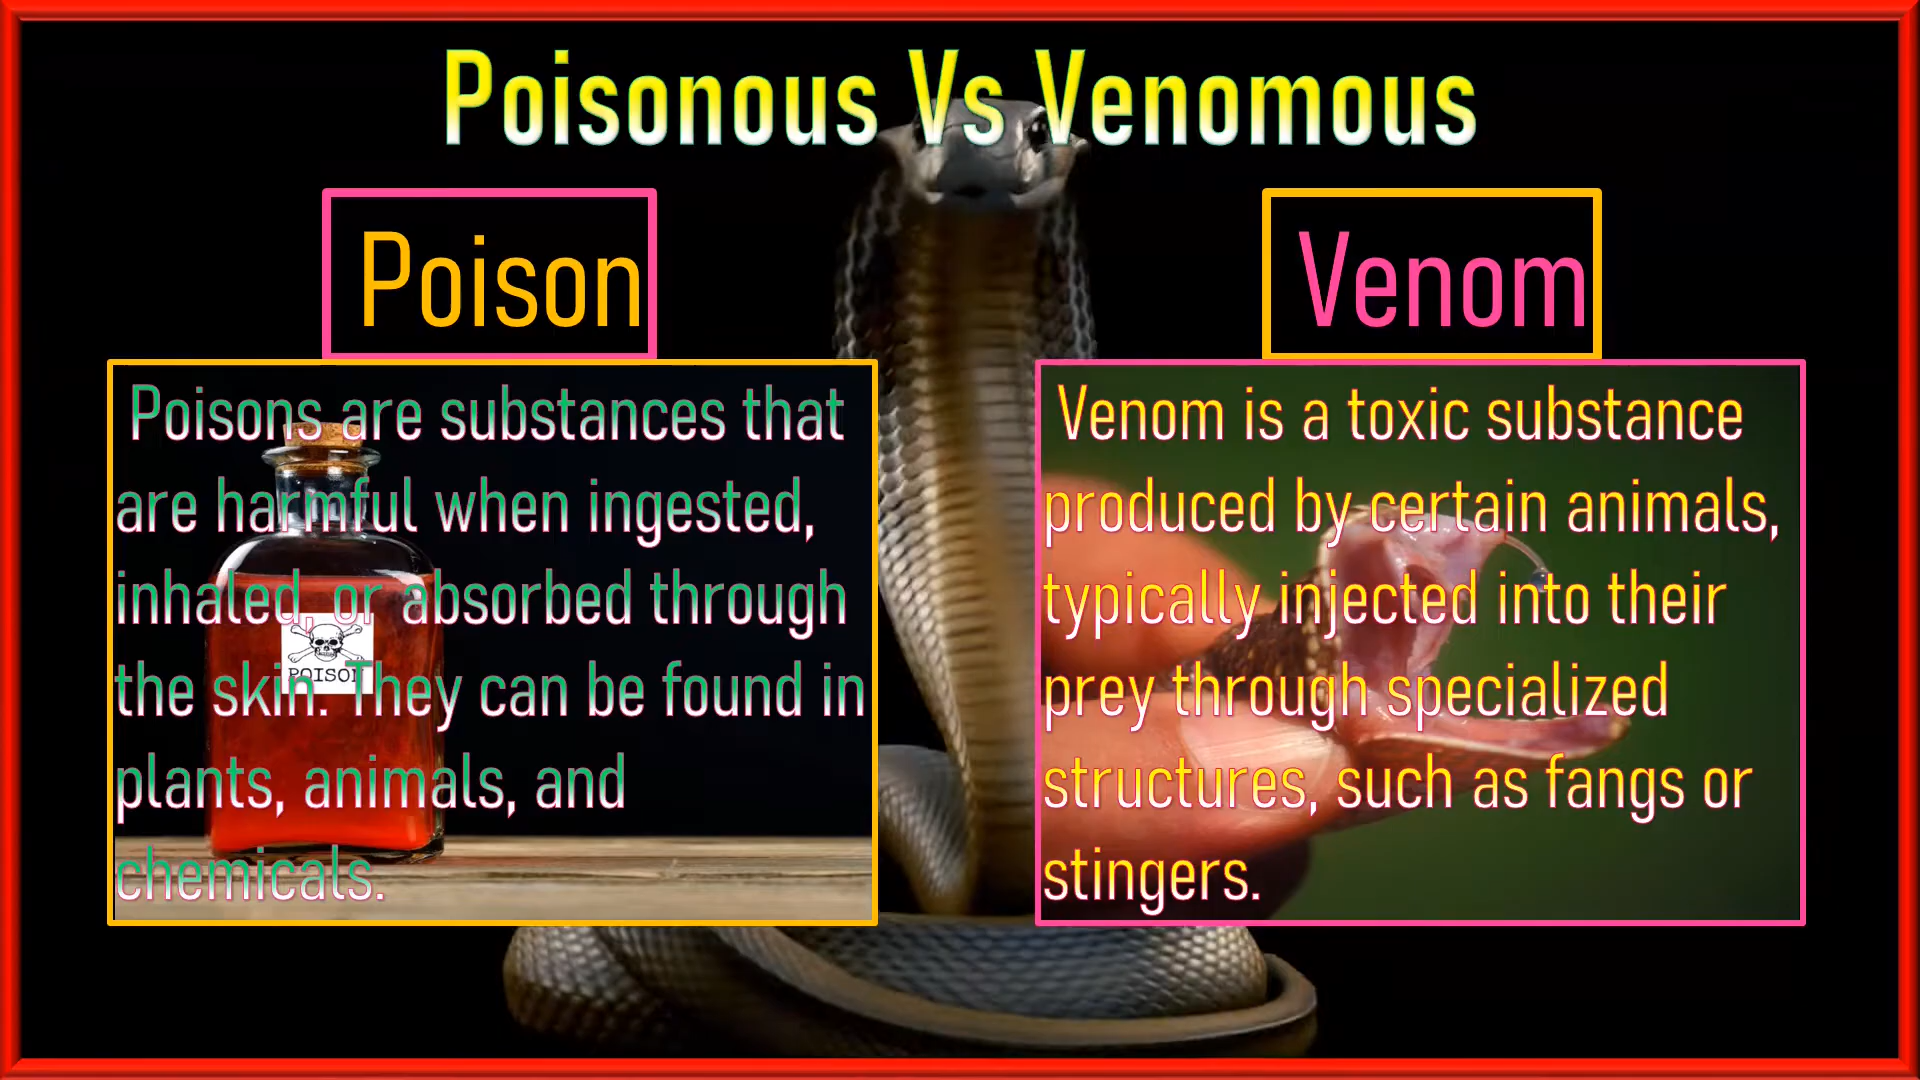 Poisonous Vs Venomous
Poison
Poisons are substances that
are harmful when ingested,
inhaled, or absorbed through
the skin. They can be found in
plants, animals, and
chemicals.
POISON
Venom
Venom is a toxic substance
produced by certain animals,
typically injected into their
prey through specialized
structures, such as fangs or
stingers.